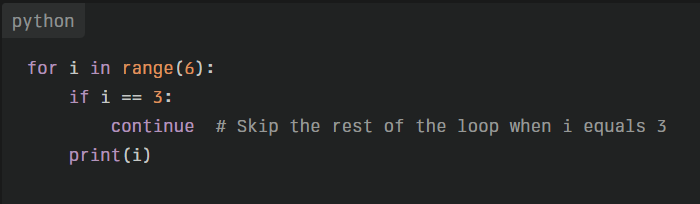 python
for i in range(6):
    if i == 3:
        continue  # Skip the rest of the loop when i equals 3
    print(i)